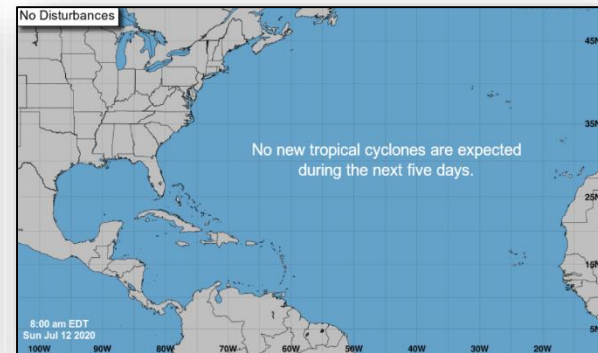 No Disturbances
45N
35N
No new tropical cyclones are expected
during the next five days.
25N
15N
8:00 am EDT
Sun Jul 12 2020
5N
100W 90W 80W 70W 60W 50W 40W 30W 20W